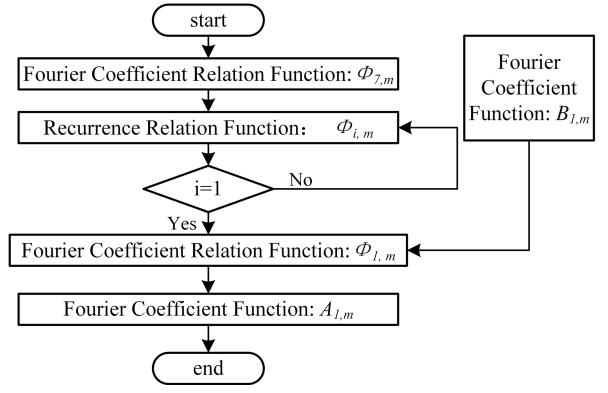 start
Fourier Coefficient Relation Function: Φ7,m
Fourier
Coefficient
Function: B1,m
Recurrence Relation Function： Φi, m
i=1
No
Yes
Fourier Coefficient Relation Function: Φ1, m
Fourier Coefficient Function: A1,m
end